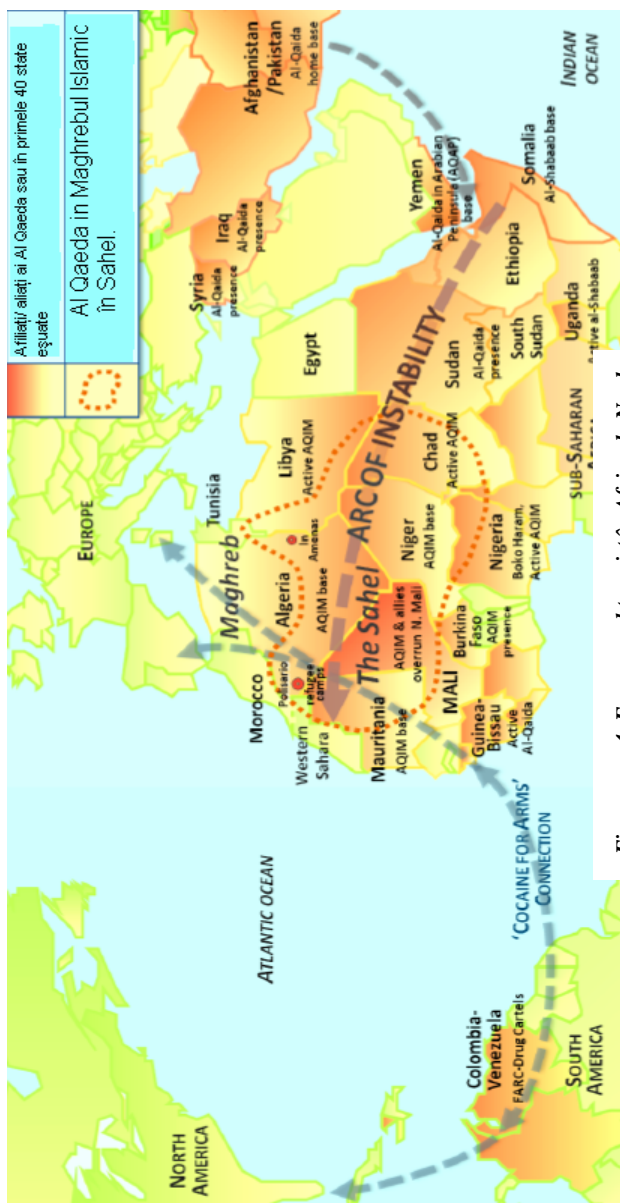 Afiliați/ aliați ai Al Qaeda sau în primele 40 state
eșuate
Al Qaeda in Maghrebul Islamic
în Sahel.
NORTH
AMERICA
ATLANTIC OCEAN
EUROPE
Colombia-
Venezuela
FARC-Drug Cartels
SOUTH
AMERICA
'COCAINE FOR ARMS'
CONNECTION
Morocco
Polisario
refugee
camps
Western
Sahara
Maghreb
Tunisia
Algeria
AQIM base
In
Amenas
Libya
Active AQIM
Egypt
Syria
Al-Qaida
presence
Iraq
Al-Qaida
presence
Afghanistan
/Pakistan
Al-Qaida
home base
The Sahel
ARC OF INSTABILITY
Mauritania
AQIM base
MALI
AQIM & allies
overrun N. Mali
Niger
AQIM base
Chad
Active AQIM
Sudan
Al-Qaida presence
South
Sudan
Yemen
Al-Qaida in Arabian
Peninsula (AQAP)
base
Guinea-
Bissau
Active
Al-Qaida
Burkina
Faso
AQIM
presence
Nigeria
Boko Haram,
Active AQIM
Ethiopia
Somalia
Al-Shabaab base
Uganda
Active al-Shabaab
SUB-SAHARAN
INDIAN
OCEAN